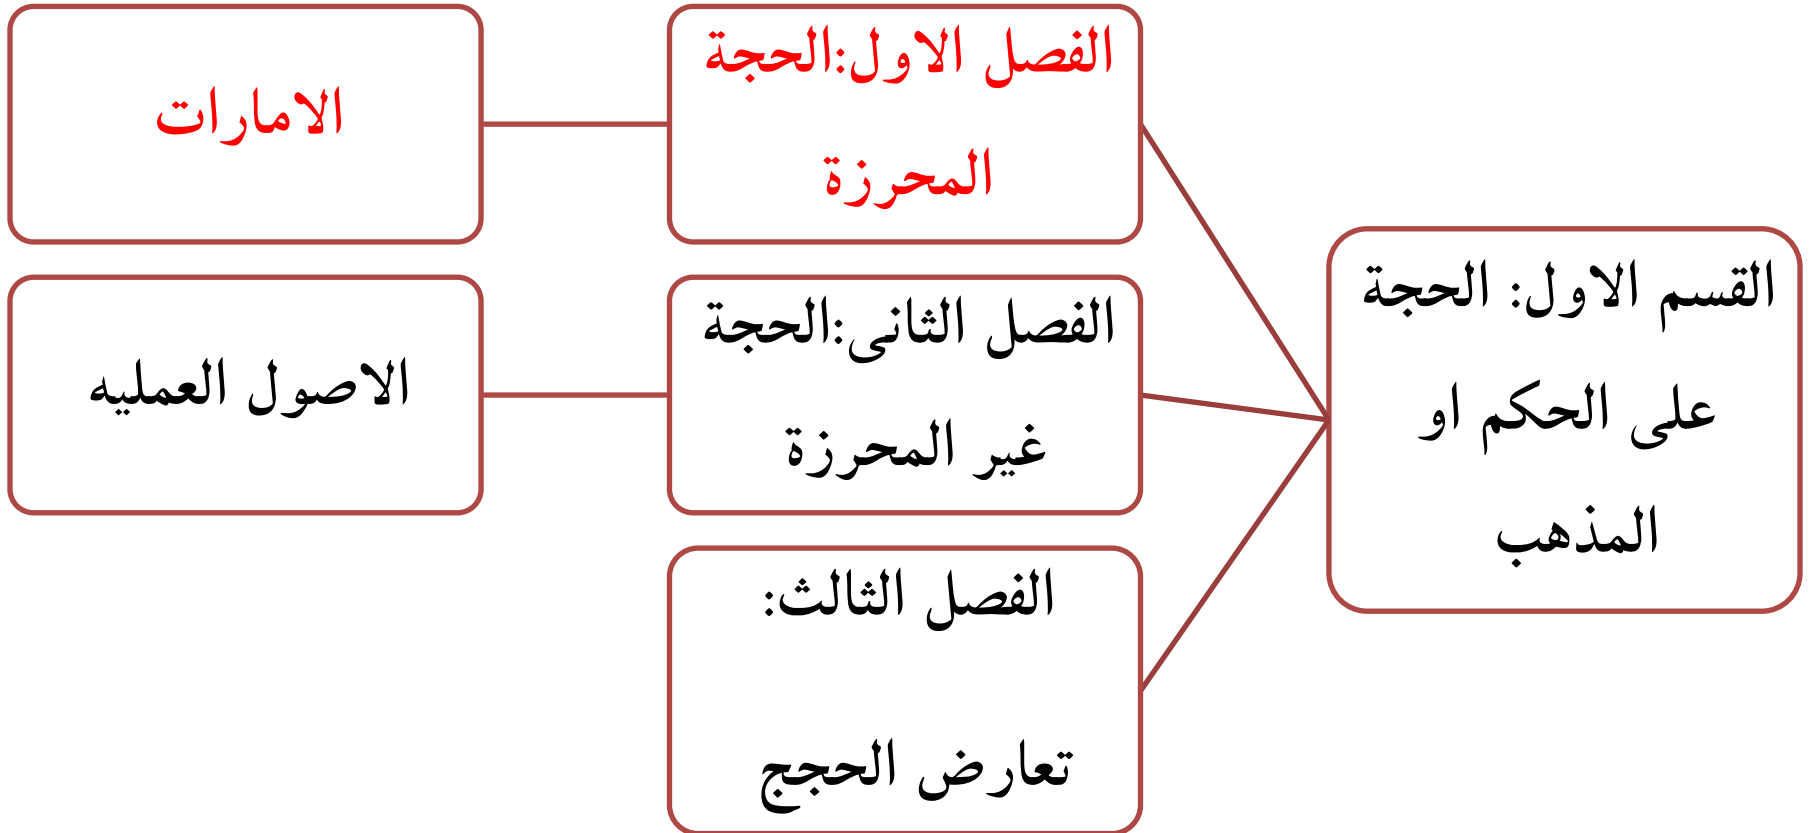 القسم الاول: الحجة
على الحكم او
المذهب
الفصل الاول:الحجة
المحرزة
الامارات
الفصل الثانى:الحجة
غير المحرزة
الاصول العمليه
الفصل الثالث:
تعارض الحجج